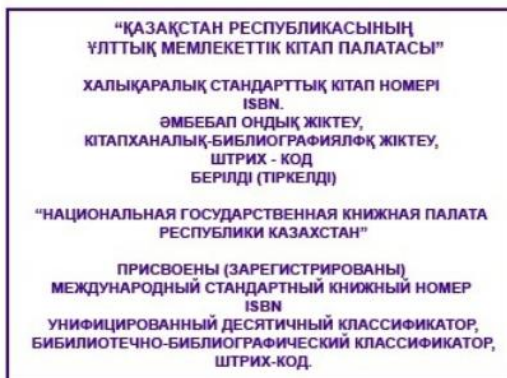 “ҚАЗАҚСТАН РЕСПУБЛИКАСЫНЫҢ
ҰЛТТЫҚ МЕМЛЕКЕТТІК КІТАП ПАЛАТАСЫ”
ХАЛЫҚАРАЛЫҚ СТАНДАРТТЫҚ КІТАП НОМЕРІ
ISBN.
ӘМБЕБАП ОНДЫҚ ЖІКТЕУ,
КІТАПХАНАЛЫҚ-БИБЛИОГРАФИЯЛФҚ ЖІКТЕУ,
ШТРИХ - КОД
БЕРІЛДІ (ТІРКЕЛДІ)
“НАЦИОНАЛЬНАЯ ГОСУДАРСТВЕННАЯ КНИЖНАЯ ПАЛАТА
РЕСПУБЛИКИ КАЗАХСТАН”
ПРИСВОЕНЫ (ЗАРЕГИСТРИРОВАНЫ)
МЕЖДУНАРОДНЫЙ СТАНДАРТНЫЙ КНИЖНЫЙ НОМЕР
ISBN
УНИФИЦИРОВАННЫЙ ДЕСЯТИЧНЫЙ КЛАССИФИКАТОР,
БИБИЛИОТЕЧНО-БИБЛИОГРАФИЧЕСКИЙ КЛАССИФИКАТОР,
ШТРИХ-КОД.